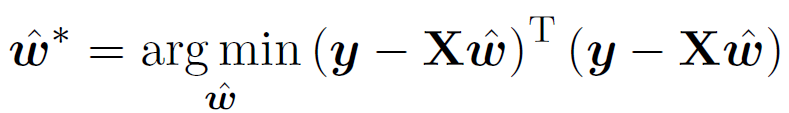 ŵ* = arg min (y − Xŵ)ᵀ (y − Xŵ)
ŵ